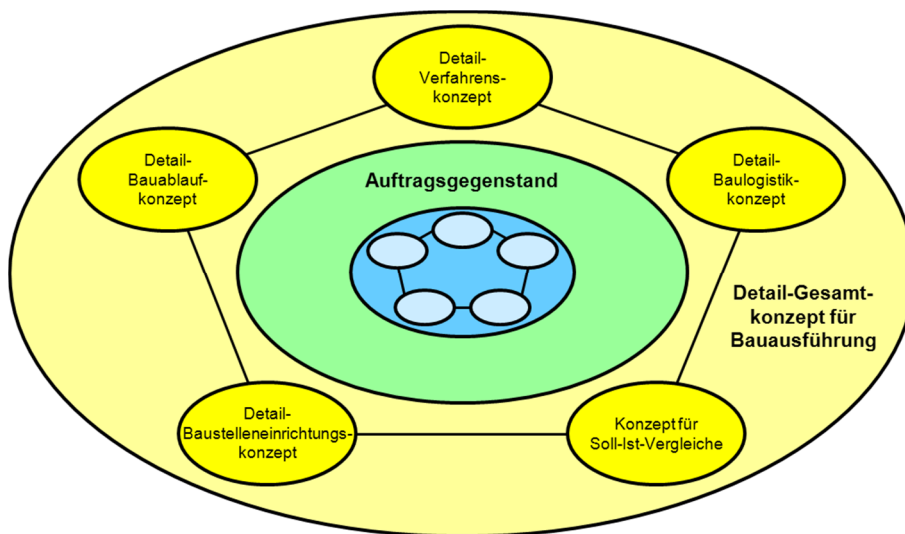 Detail-
Verfahrens-
konzept
Detail-
Bauablauf-
konzept
Detail-
Baulogistik-
konzept
Auftragsgegenstand
Detail-Gesamt-
konzept für
Bauausführung
Detail-
Baustelleneinrichtungs-
konzept
Konzept für
Soll-Ist-Vergleiche